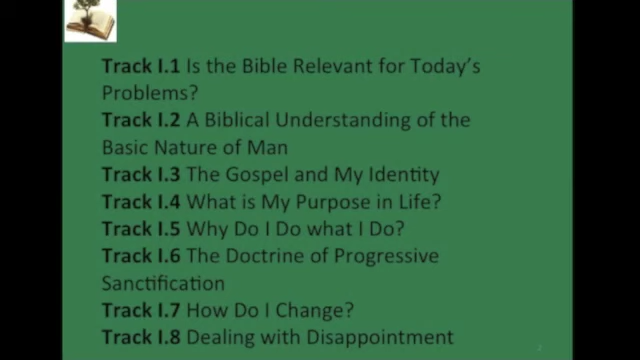 Track I.1 Is the Bible Relevant for Today's
Problems?
Track I.2 A Biblical Understanding of the
Basic Nature of Man
Track I.3 The Gospel and My Identity
Track I.4 What is My Purpose in Life?
Track I.5 Why Do I Do what I Do?
Track I.6 The Doctrine of Progressive
Sanctification
Track I.7 How Do I Change?
Track I.8 Dealing with Disappointment
2